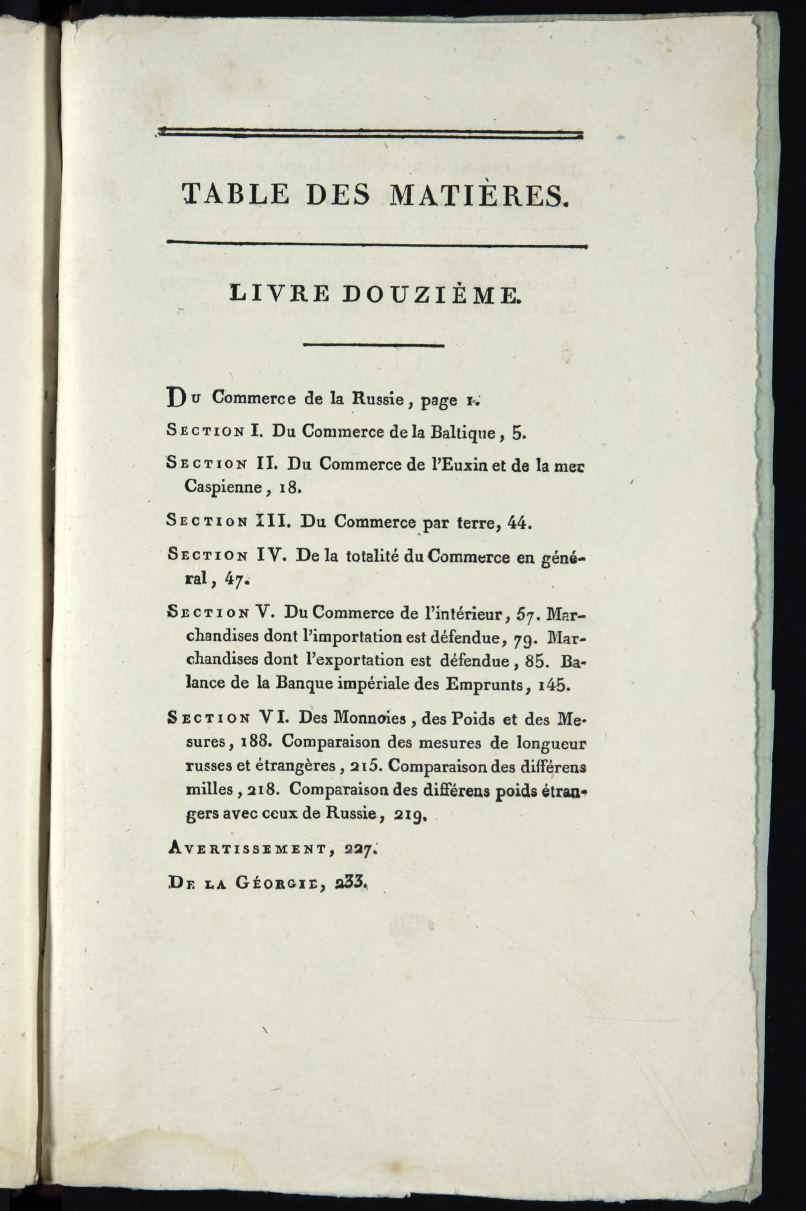 TABLE DES MATIÈRES.
LIVRE DOUZIÈME.
DU Commerce de la Russie, page 1.
SECTION I. Du Commerce de la Baltique, 5.
SECTION II. Du Commerce de l'Euxin et de la mer
Caspienne, 18.
SECTION III. Du Commerce par terre, 44.
SECTION IV. De la totalité du Commerce en géné-
ral, 47.
SECTION V. Du Commerce de l'intérieur, 57. Mar-
chandises dont l'importation est défendue, 79. Mar-
chandises dont l'exportation est défendue, 85. Ba-
lance de la Banque impériale des Emprunts, 145.
SECTION VI. Des Monnoies, des Poids et des Me-
sures, 188. Comparaison des mesures de longueur
russes et étrangères, 215. Comparaison des différens
milles, 218. Comparaison des différens poids étran-
gers avec ceux de Russie, 219.
AVERTISSEMENT, 227.
DE LA GÉORGIE, 233.